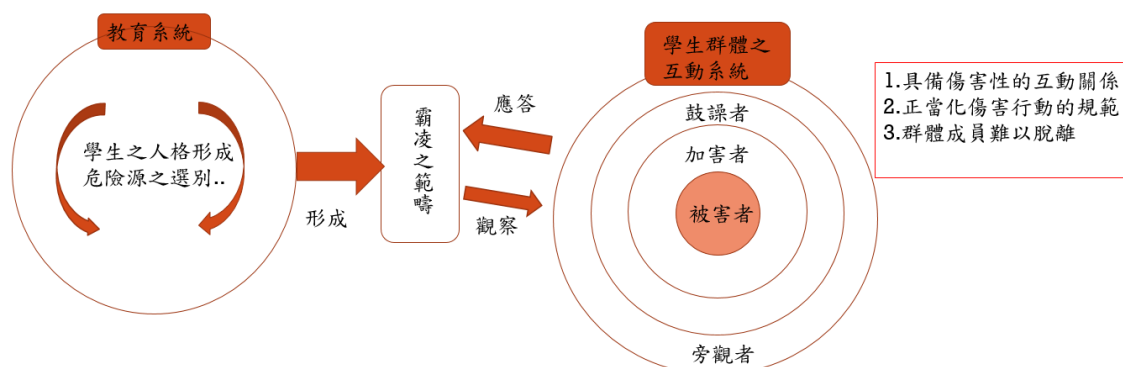 教育系統
學生之人格形成
危險源之選別..
形成
霸凌之範疇
應答
觀察
學生群體之
互動系統
鼓譟者
加害者
被害者
旁觀者
1.具備傷害性的互動關係
2.正當化傷害行動的規範
3.群體成員難以脫離